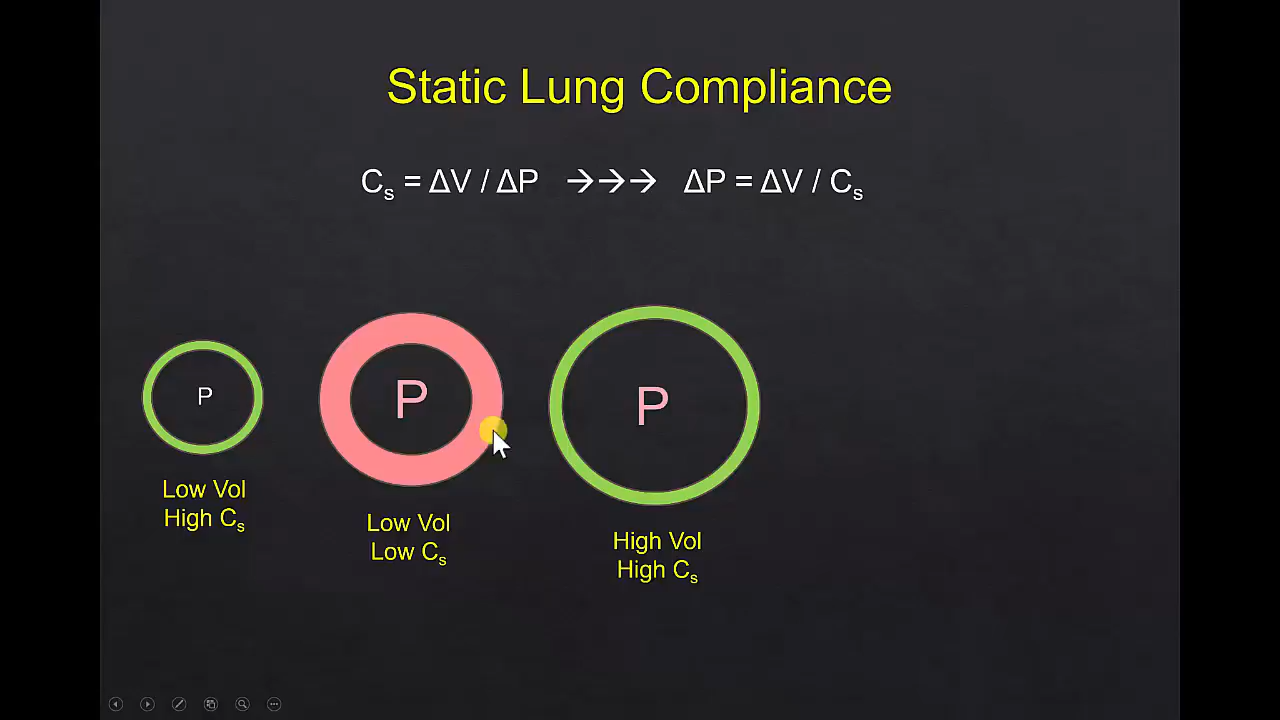 Static Lung Compliance
Cₛ = ΔV / ΔP →→→ ΔP = ΔV / Cₛ
P
P
P
Low Vol
High Cₛ
Low Vol
Low Cₛ
High Vol
High Cₛ